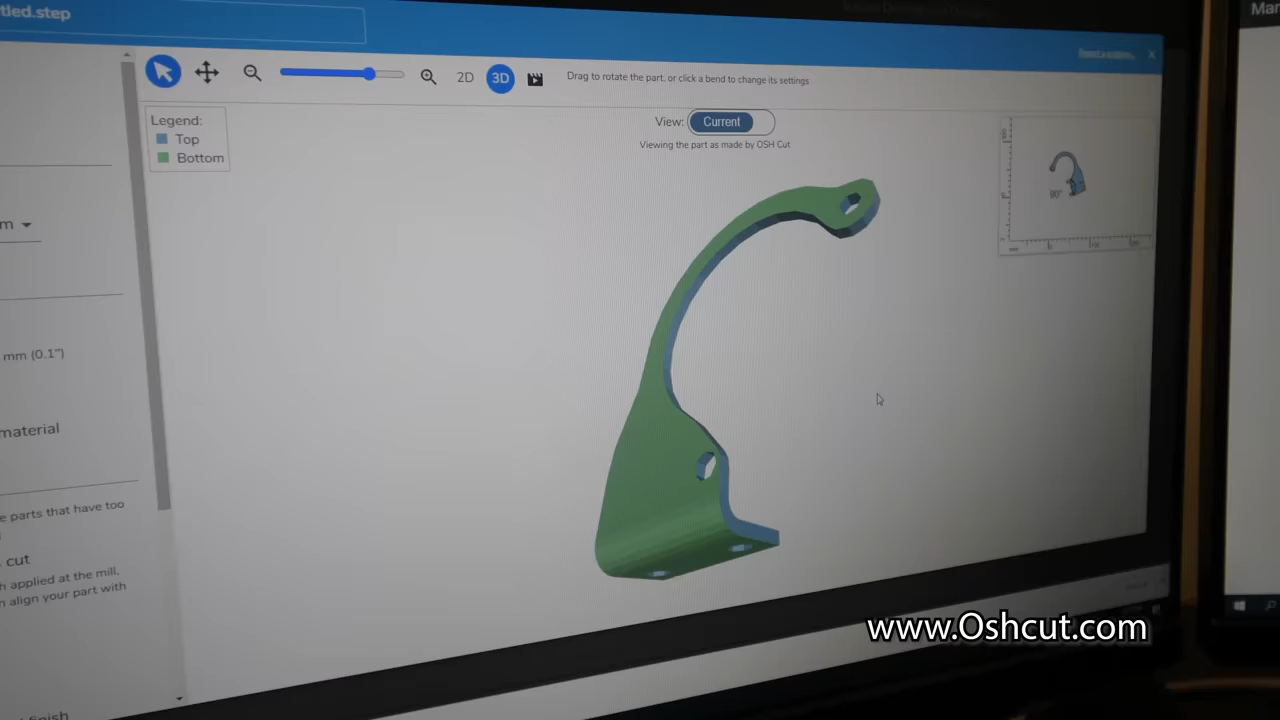 tled.step
Mar
2D
3D
Drag to rotate the part, or click a bend to change its settings
Legend:
Top
Bottom
View:
Current
Viewing the part as made by OSH Cut
m
90°
mm (0.1")
material
e parts that have too
cut
h applied at the mill,
n align your part with
finish
www.Oshcut.com